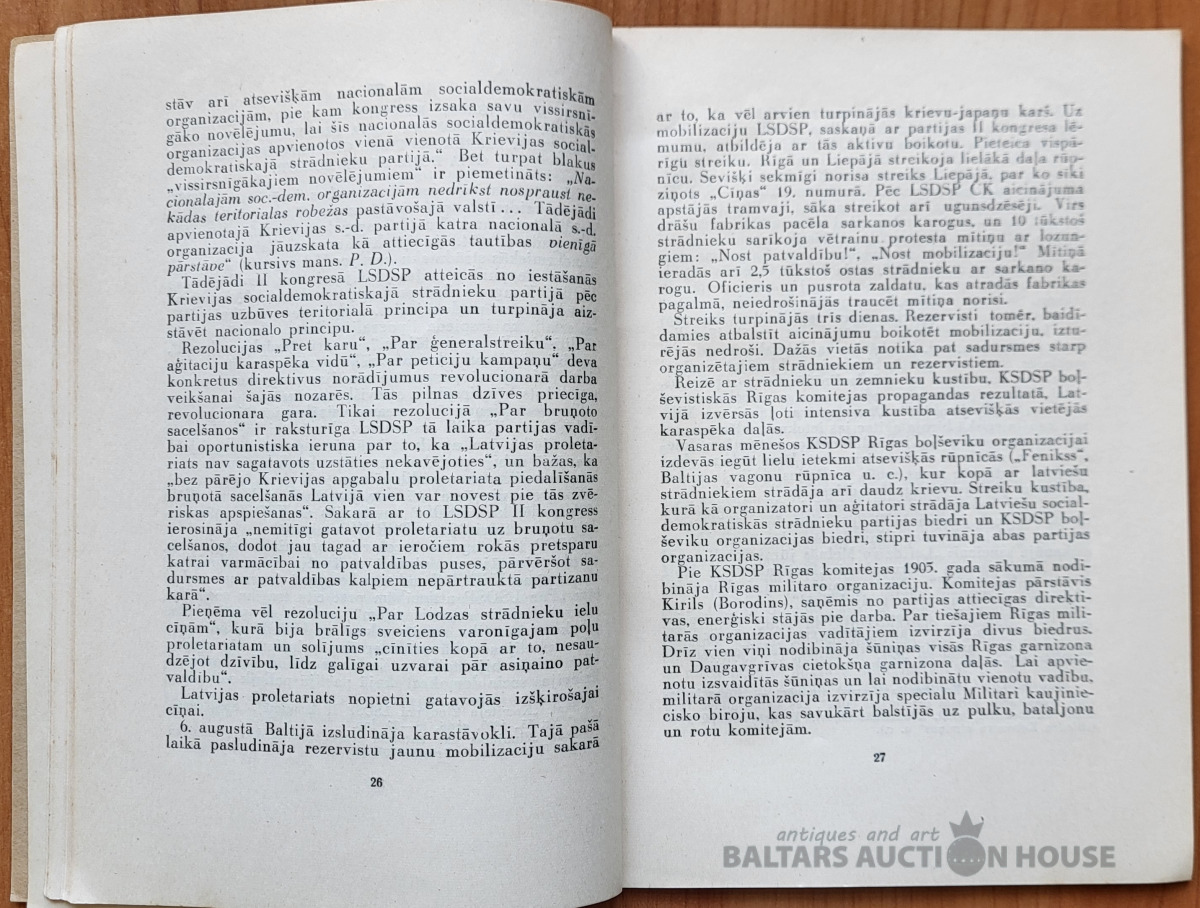 stāv arī atsevišķām nacionalām socialdemokratiskām
organizacijām, pie kam kongress izsaka savu vissirsnī-
gāko novēlējumu, lai šīs nacionalās socialdemokratiskās
organizacijas apvienotos vienā vienotā Krievijas social-
demokratiskajā strādnieku partijā.“ Bet turpat blakus
„vissirsnīgākajiem novēlējumiem“ ir piemetināts: „Na-
cionalajām soc.-dem. organizacijām nedrīkst nospraust ne-
kādas teritorialas robežas pastāvošajā valstī... Tādējādi
apvienotajā Krievijas s.-d. partijā katra nacionalā s.-d.
organizacija jāuzskata kā attiecīgās tautības vienīgā
pārstāve“ (kursivs mans. P. D.).
Tādējādi II kongresā LSDSP atteicās no iestāšanās
Krievijas socialdemokratiskajā strādnieku partijā pēc
partijas uzbūves teritorialā principa un turpināja aiz-
stāvēt nacionalo principu.
Rezolucijas „Pret karu“, „Par ģeneralstreiku“, „Par
aģitaciju karaspēka vidū“, „Par peticiju kampaņu“ deva
konkretus direktivus norādījumus revolucionarā darba
veikšanai šajās nozarēs. Tās pilnas dzīves priecīga,
revolucionara gara. Tikai rezolucijā „Par bruņoto
sacelšanos“ ir raksturīga LSDSP tā laika partijas vadī-
bai oportunistiska ieruna par to, ka „Latvijas proleta-
riats nav sagatavots uzstāties nekavējoties“, un bažas, ka
„bez pārējo Krievijas apgabalu proletariata piedalīšanās
bruņotā sacelšanās Latvijā vien var novest pie tās zvē-
riskas apspiešanas“. Sakarā ar to LSDSP II kongress
ierosināja „nemitīgi gatavot proletariatu uz bruņotu sa-
celšanos, dodot jau tagad ar ieročiem rokās pretsparu
katrai varmācībai no patvaldības puses, pārvēršot sa-
dursmes ar patvaldības kalpiem nepārtrauktā partizanu
karā“.
Pieņēma vēl rezoluciju „Par Lodzas strādnieku ielu
cīņām“, kurā bija brālīgs sveiciens varonīgajam poļu
proletariatam un solījums „cīnīties kopā ar to, nesau-
dzējot dzīvību, līdz galīgai uzvarai pār asiņaino pat-
valdību“.
Latvijas proletariats nopietni gatavojās izšķirošajai
cīņai.
6. augustā Baltijā izsludināja karastāvokli. Tajā pašā
laikā pasludināja rezervistu jaunu mobilizaciju sakarā
26
ar to, ka vēl arvien turpinājās krievu-japaņu karš. Uz
mobilizaciju LSDSP, saskaņā ar partijas II kongresa lē-
mumu, atbildēja ar tās aktivu boikotu. Pieteica vispā-
rīgu streiku. Rīgā un Liepājā streikoja lielākā daļa rūp-
nīcu. Sevišķi sekmīgi norisa streiks Liepājā, par ko sīki
ziņots „Cīņas“ 19. numurā. Pēc LSDSP CK aicinājuma
apstājās tramvaji, sāka streikot arī ugunsdzēsēji. Virs
drāšu fabrikas pacēla sarkanos karogus, un 10 tūkstoš
strādnieku sarīkoja vētrainu protesta mītiņu ar lozun-
giem: „Nost patvaldību!“, „Nost mobilizaciju!“ Mītiņā
ieradās arī 2,5 tūkstoš ostas strādnieku ar sarkano ka-
rogu. Oficieris un pusrota zaldatu, kas atradās fabrikas
pagalmā, neiedrošinājās traucēt mītiņa norisi.
Streiks turpinājās trīs dienas. Rezervisti tomēr, baidī-
damies atbalstīt aicinājumu boikotēt mobilizaciju, iztu-
rējās nedroši. Dažās vietās notika pat sadursmes starp
organizētajiem strādniekiem un rezervistiem.
Reizē ar strādnieku un zemnieku kustību, KSDSP boļ-
ševistiskās Rīgas komitejas propagandas rezultatā, Lat-
vijā izvērsās ļoti intensiva kustība atsevišķās vietējās
karaspēka daļās.
Vasaras mēnešos KSDSP Rīgas boļševiku organizacijai
izdevās iegūt lielu ietekmi atsevišķās rūpnīcās („Fenikss“,
Baltijas vagonu rūpnīca u. c.), kur kopā ar latviešu
strādniekiem strādāja arī daudz krievu. Streiku kustība,
kurā kā organizatori un aģitatori strādāja Latviešu social-
demokratiskās strādnieku partijas biedri un KSDSP boļ-
ševiku organizacijas biedri, stipri tuvināja abas partijas
organizacijas.
Pie KSDSP Rīgas komitejas 1905. gada sākumā nodi-
bināja Rīgas militaro organizaciju. Komitejas pārstāvis
Kirils (Borodins), saņēmis no partijas attiecīgas direkti-
vas, enerģiski stājās pie darba. Par tiešajiem Rīgas mili-
tarās organizacijas vadītājiem izvirzīja divus biedrus.
Drīz vien viņi nodibināja šūniņas visās Rīgas garnizona
un Daugavgrīvas cietokšņa garnizona daļās. Lai apvie-
notu izsvaidītās šūniņas un lai nodibinātu vienotu vadību,
militarā organizacija izvirzīja specialu Militari kaujinie-
cisko biroju, kas savukārt balstījās uz pulku, bataljonu
un rotu komitejām.
27
antiques and art
BALTARS AUCTION HOUSE